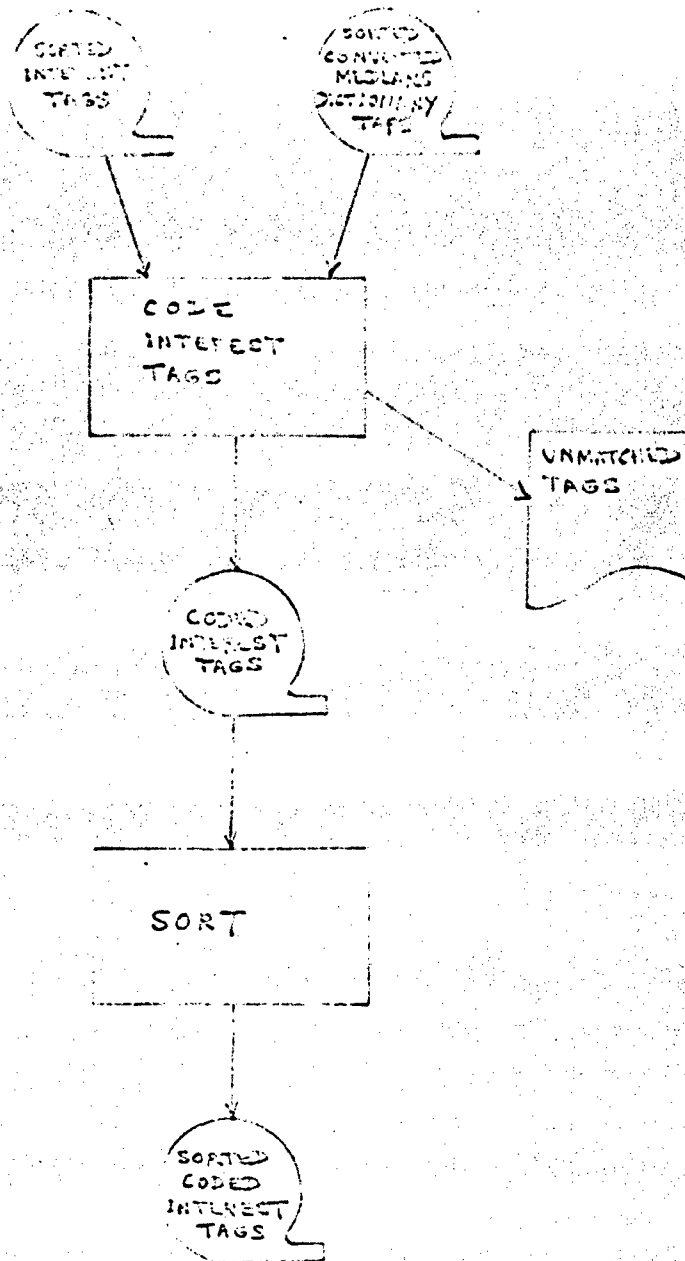 SORTED
INTEREST
TAGS
SORTED
CONVERTED
MEDLARS
DICTIONARY
TAPE
CODE
INTEREST
TAGS
UNMATCHED
TAGS
CODED
INTEREST
TAGS
SORT
SORTED
CODED
INTEREST
TAGS